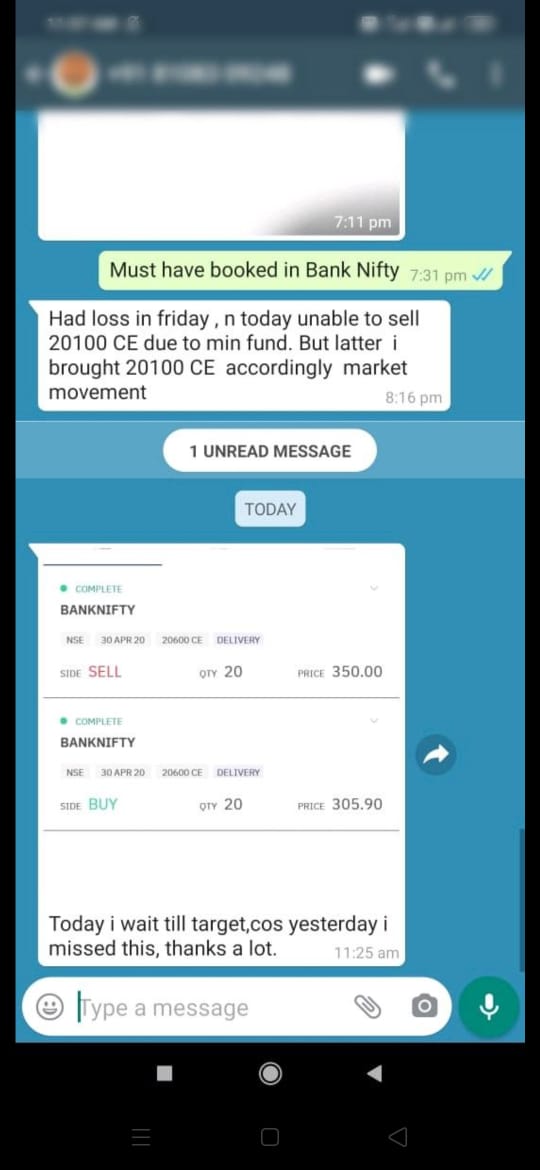 7:11 pm
Must have booked in Bank Nifty 7:31 pm
Had loss in friday , n today unable to sell
20100 CE due to min fund. But latter i
brought 20100 CE accordingly market
movement 8:16 pm
1 UNREAD MESSAGE
TODAY
COMPLETE
BANKNIFTY
NSE 30 APR 20 20600 CE DELIVERY
SIDE SELL QTY 20 PRICE 350.00
COMPLETE
BANKNIFTY
NSE 30 APR 20 20600 CE DELIVERY
SIDE BUY QTY 20 PRICE 305.90
Today i wait till target,cos yesterday i
missed this, thanks a lot. 11:25 am
Type a message